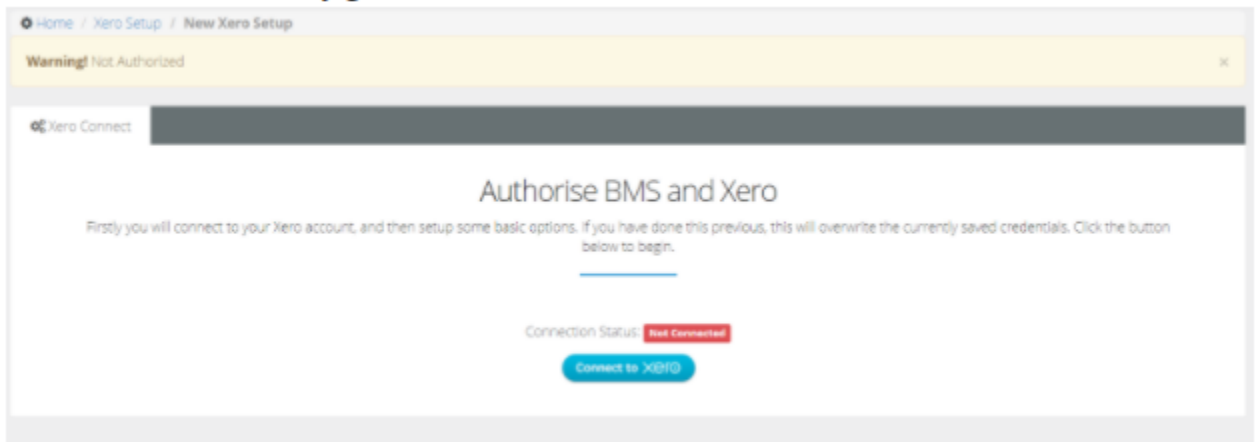 Home / Xero Setup / New Xero Setup
Warning! Not Authorized ×
Xero Connect
Authorise BMS and Xero
Firstly you will connect to your Xero account, and then setup some basic options. If you have done this previous, this will overwrite the currently saved credentials. Click the button
below to begin.
Connection Status: Not Connected
Connect to xero